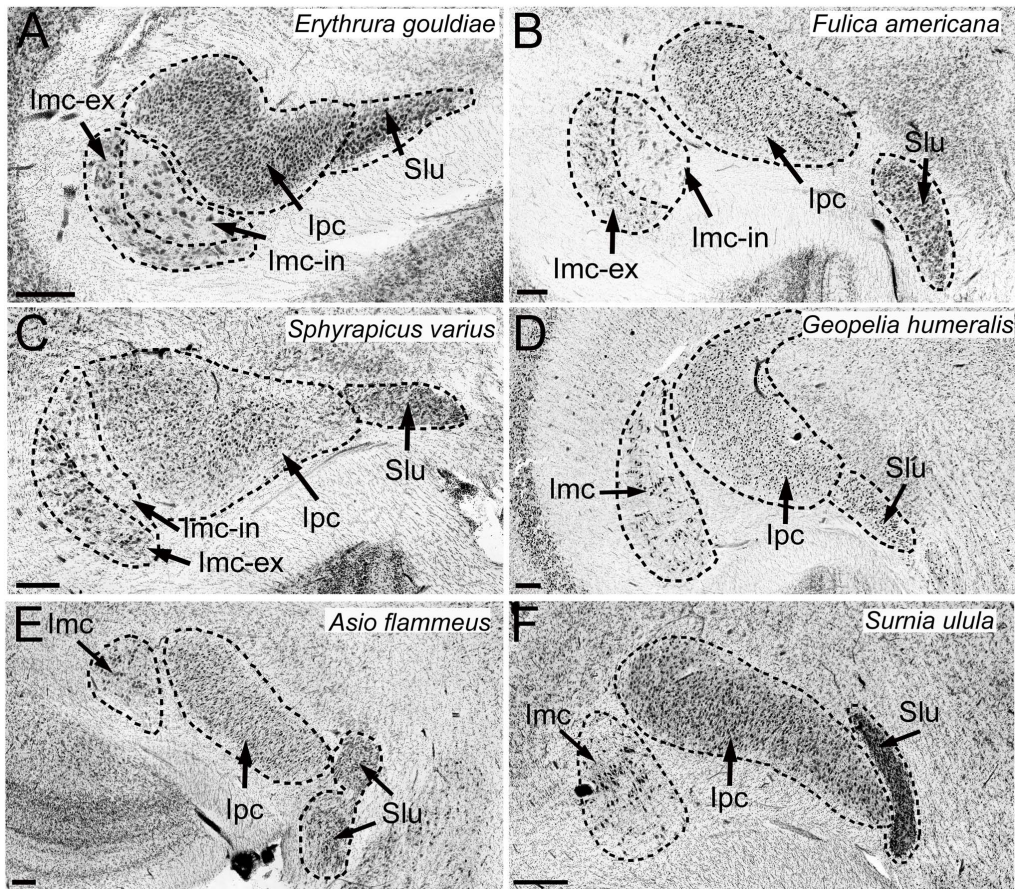 A
Erythrura gouldiae
Imc-ex
Slu
Ipc
Imc-in
B
Fulica americana
Slu
Ipc
Imc-in
Imc-ex
C
Sphyrapicus varius
Slu
Ipc
Imc-in
Imc-ex
D
Geopelia humeralis
Imc
Slu
Ipc
E
Asio flammeus
Imc
Ipc
Slu
F
Surnia ulula
Imc
Slu
Ipc